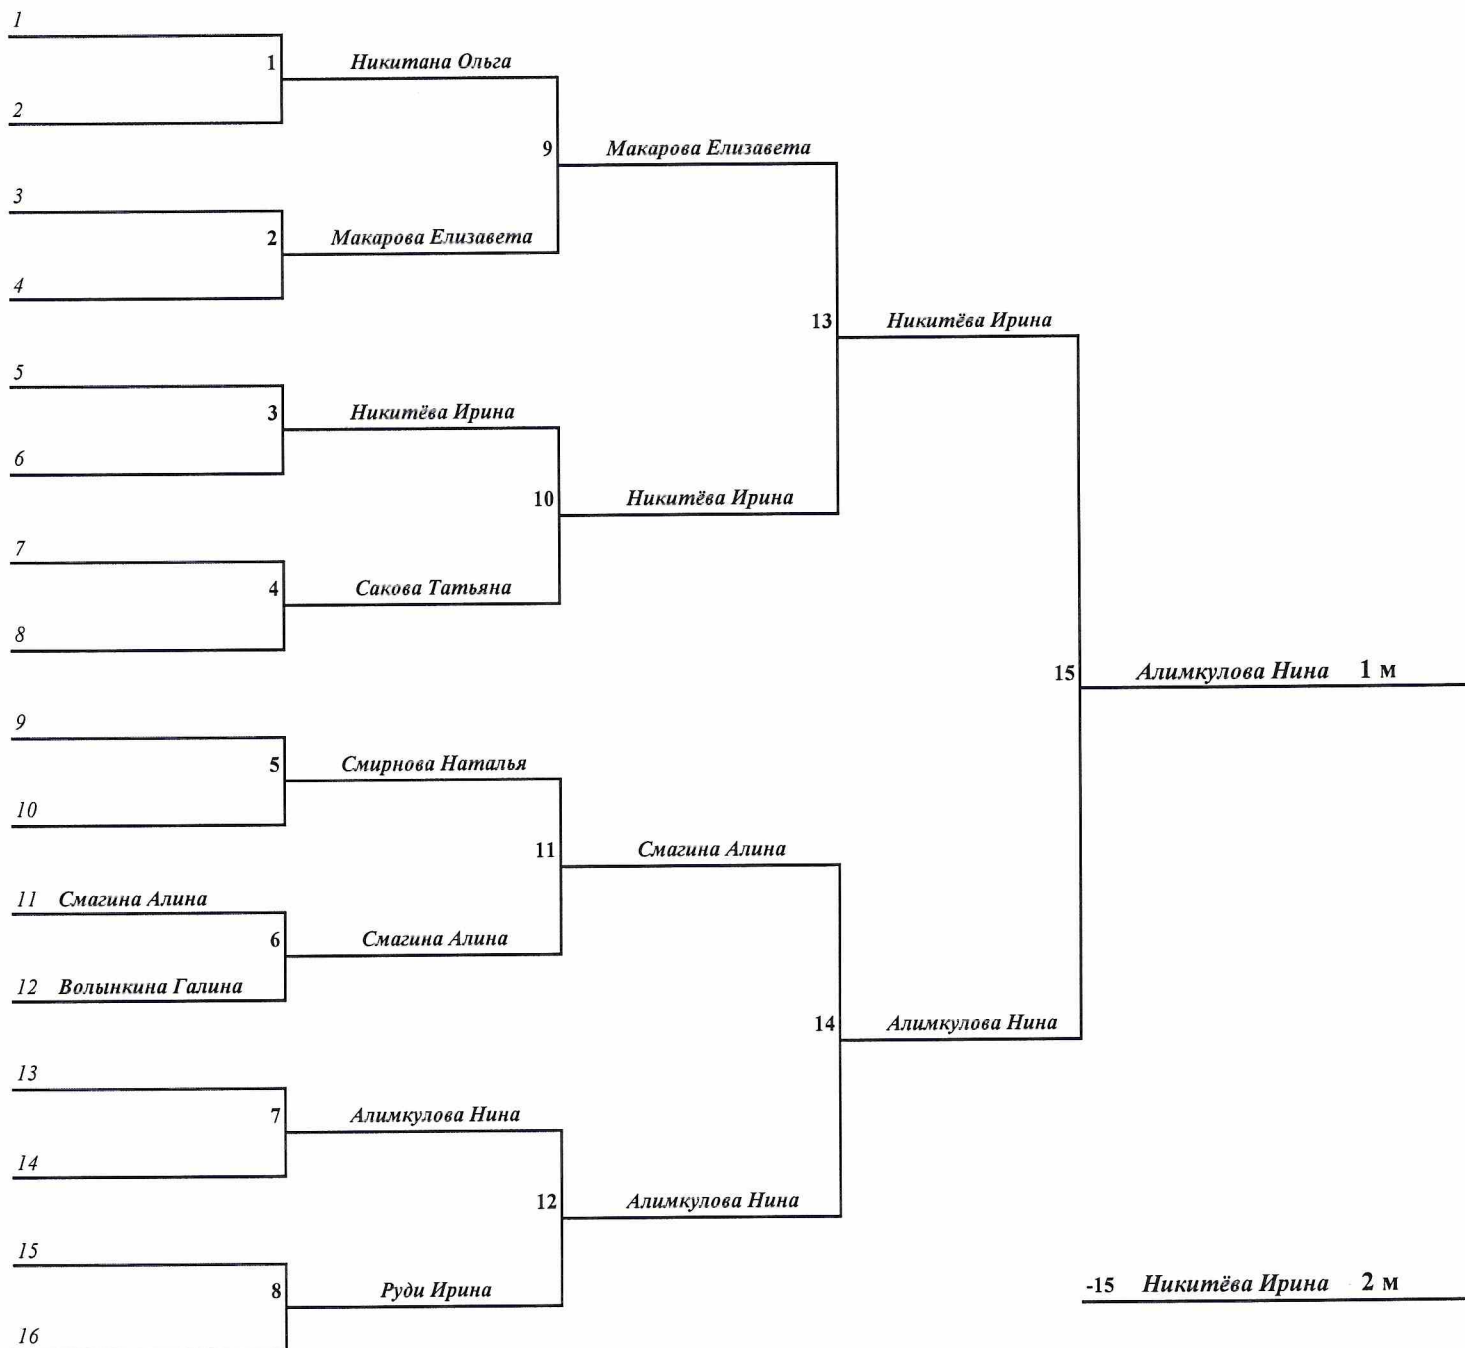 1
1 Никитана Ольга
2
9 Макарова Елизавета
3
2 Макарова Елизавета
4
13 Никитёва Ирина
5
3 Никитёва Ирина
6
10 Никитёва Ирина
7
4 Сакова Татьяна
8
15 Алимкулова Нина 1 м
9
5 Смирнова Наталья
10
11 Смагина Алина
11 Смагина Алина
6 Смагина Алина
12 Волынкина Галина
14 Алимкулова Нина
13
7 Алимкулова Нина
14
12 Алимкулова Нина
15
8 Руди Ирина
-15 Никитёва Ирина 2 м
16